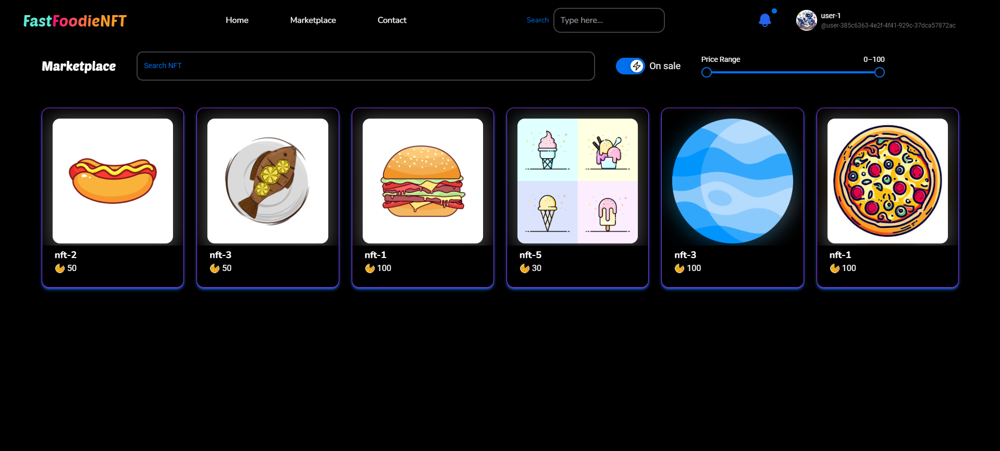 FastFoodieNFT
Home
Marketplace
Contact
Search
Type here...
user-1
@user-385c6363-4e2f-4f41-929c-37dca57872ac
Marketplace
Search NFT
On sale
Price Range
0–100
nft-2
50
nft-3
50
nft-1
100
nft-5
30
nft-3
100
nft-1
100